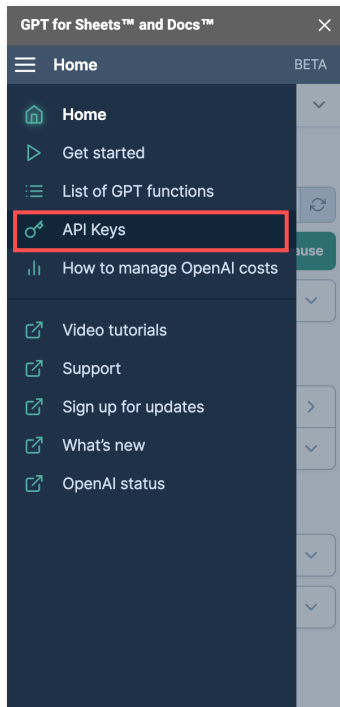 GPT for Sheets™ and Docs™
Home
BETA
Home
Get started
List of GPT functions
API Keys
ause
How to manage OpenAI costs
Video tutorials
Support
Sign up for updates
What's new
OpenAI status